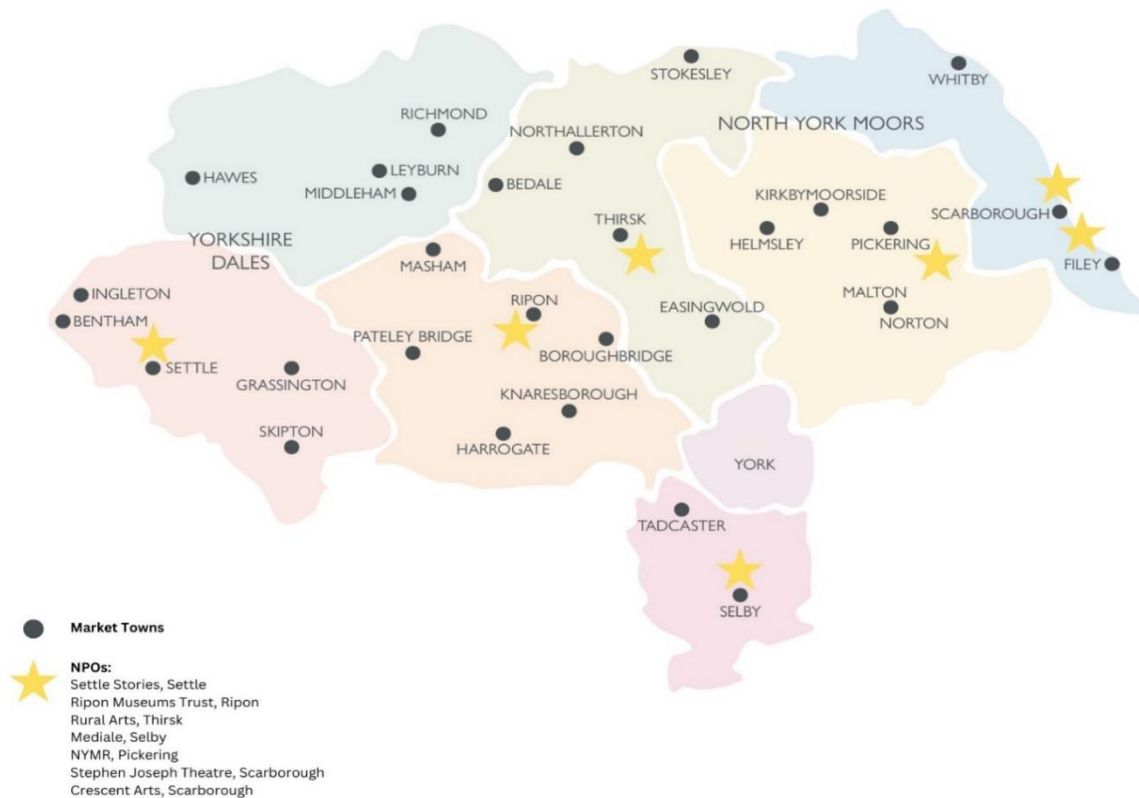 STOKESLEY
WHITBY
RICHMOND
NORTHALLERTON
NORTH YORK MOORS
HAWES
LEYBURN
BEDALE
MIDDLEHAM
KIRKBYMOORSIDE
SCARBOROUGH
THIRSK
HELMSLEY
PICKERING
YORKSHIRE
DALES
MASHAM
FILEY
INGLETON
MALTON
NORTON
RIPON
EASINGWOLD
BENTHAM
PATELEY BRIDGE
BOROUGHBRIDGE
SETTLE
GRASSINGTON
KNARESBOROUGH
SKIPTON
HARROGATE
YORK
TADCASTER
SELBY
Market Towns
NPOs:
Settle Stories, Settle
Ripon Museums Trust, Ripon
Rural Arts, Thirsk
Mediale, Selby
NYMR, Pickering
Stephen Joseph Theatre, Scarborough
Crescent Arts, Scarborough